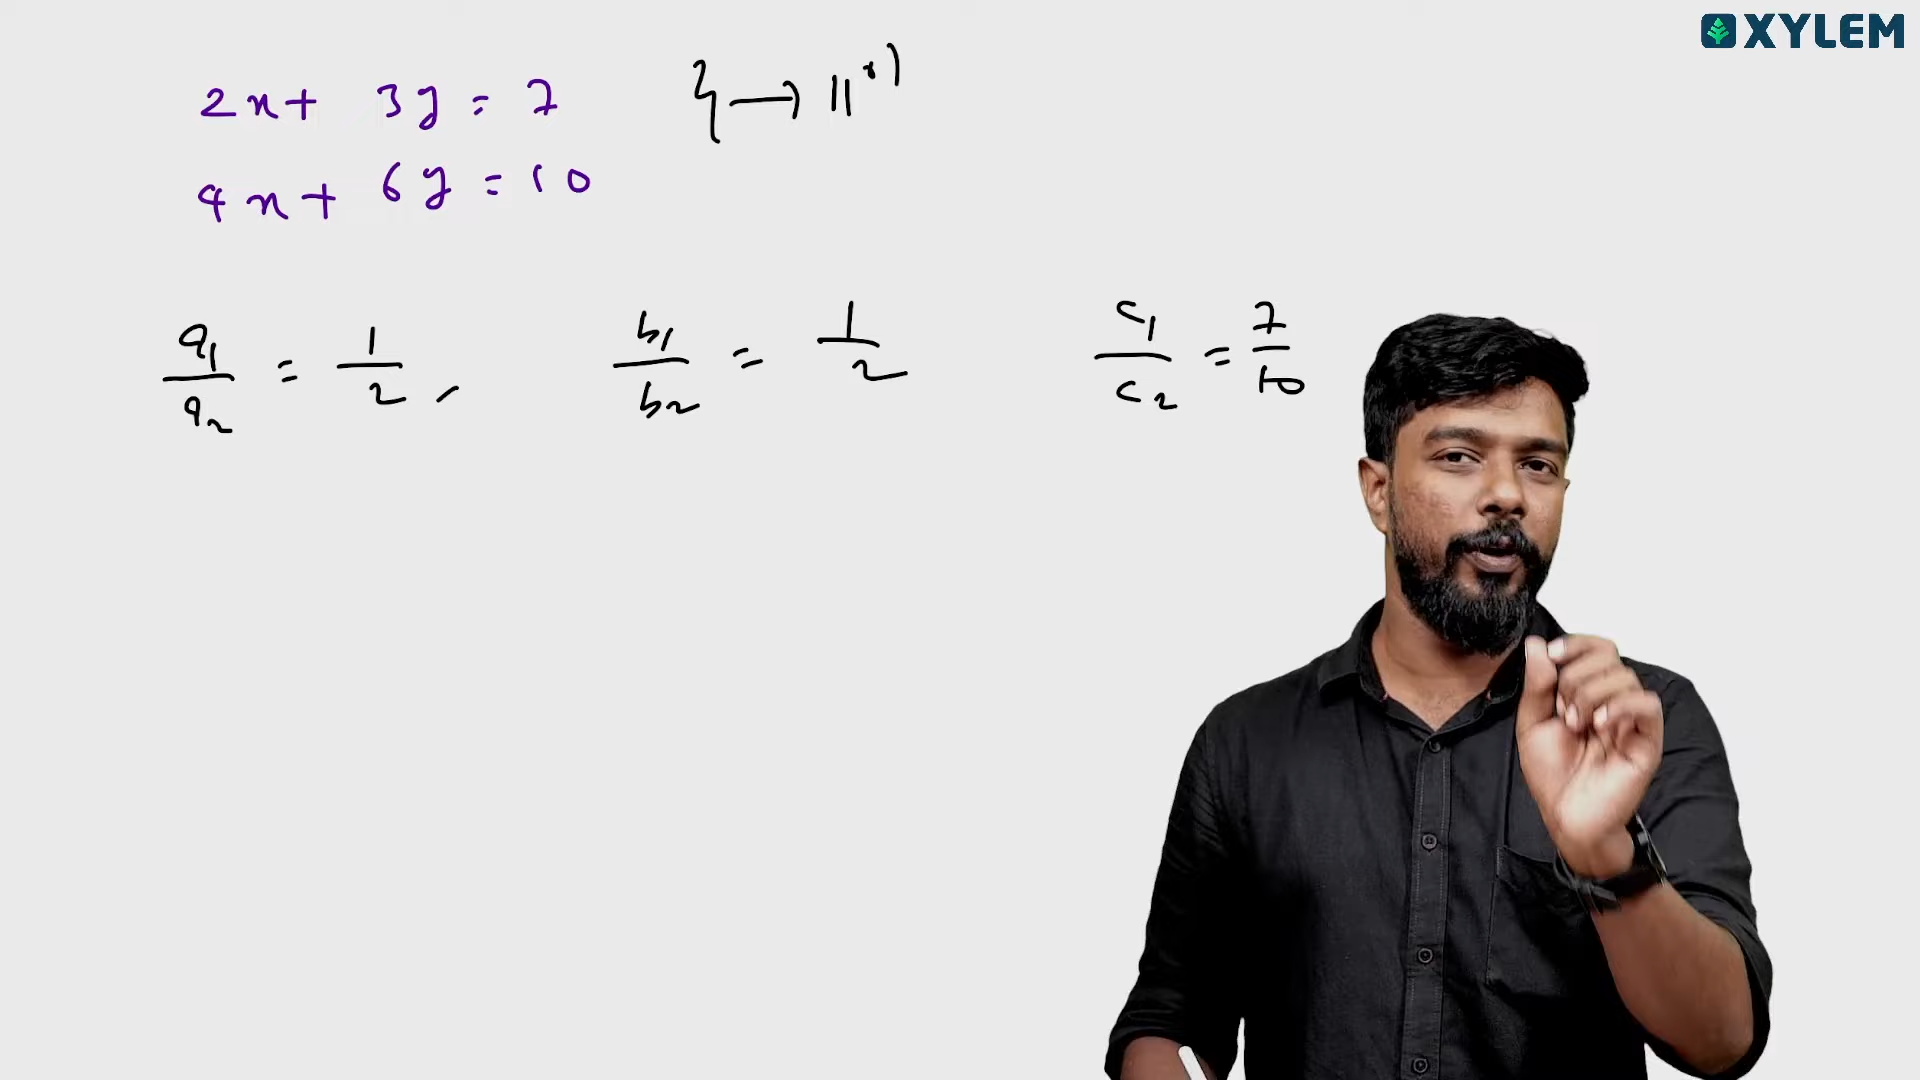 XYLEM
2x + 3y = 7 } → ||
4x + 6y = 10
a1/a2 = 1/2, b1/b2 = 1/2 c1/c2 = 7/10